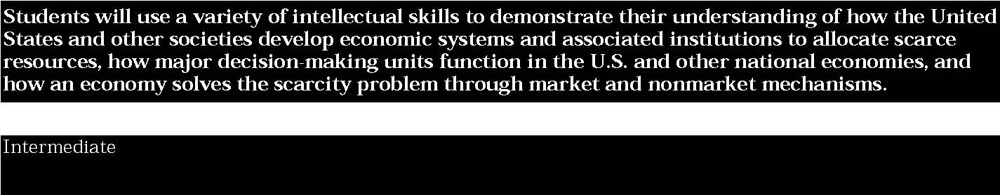 Students will use a variety of intellectual skills to demonstrate their understanding of how the United
States and other societies develop economic systems and associated institutions to allocate scarce
resources, how major decision-making units function in the U.S. and other national economies, and
how an economy solves the scarcity problem through market and nonmarket mechanisms.
Intermediate